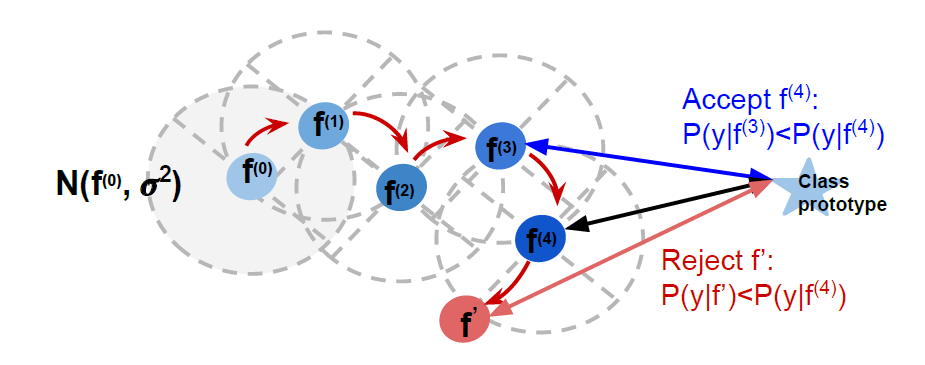 N(f⁽⁰⁾, σ²)
f⁽⁰⁾
f⁽¹⁾
f⁽²⁾
f⁽³⁾
f⁽⁴⁾
f’
Accept f⁽⁴⁾:
P(y|f⁽³⁾)<P(y|f⁽⁴⁾)
Class
prototype
Reject f’:
P(y|f’)<P(y|f⁽⁴⁾)